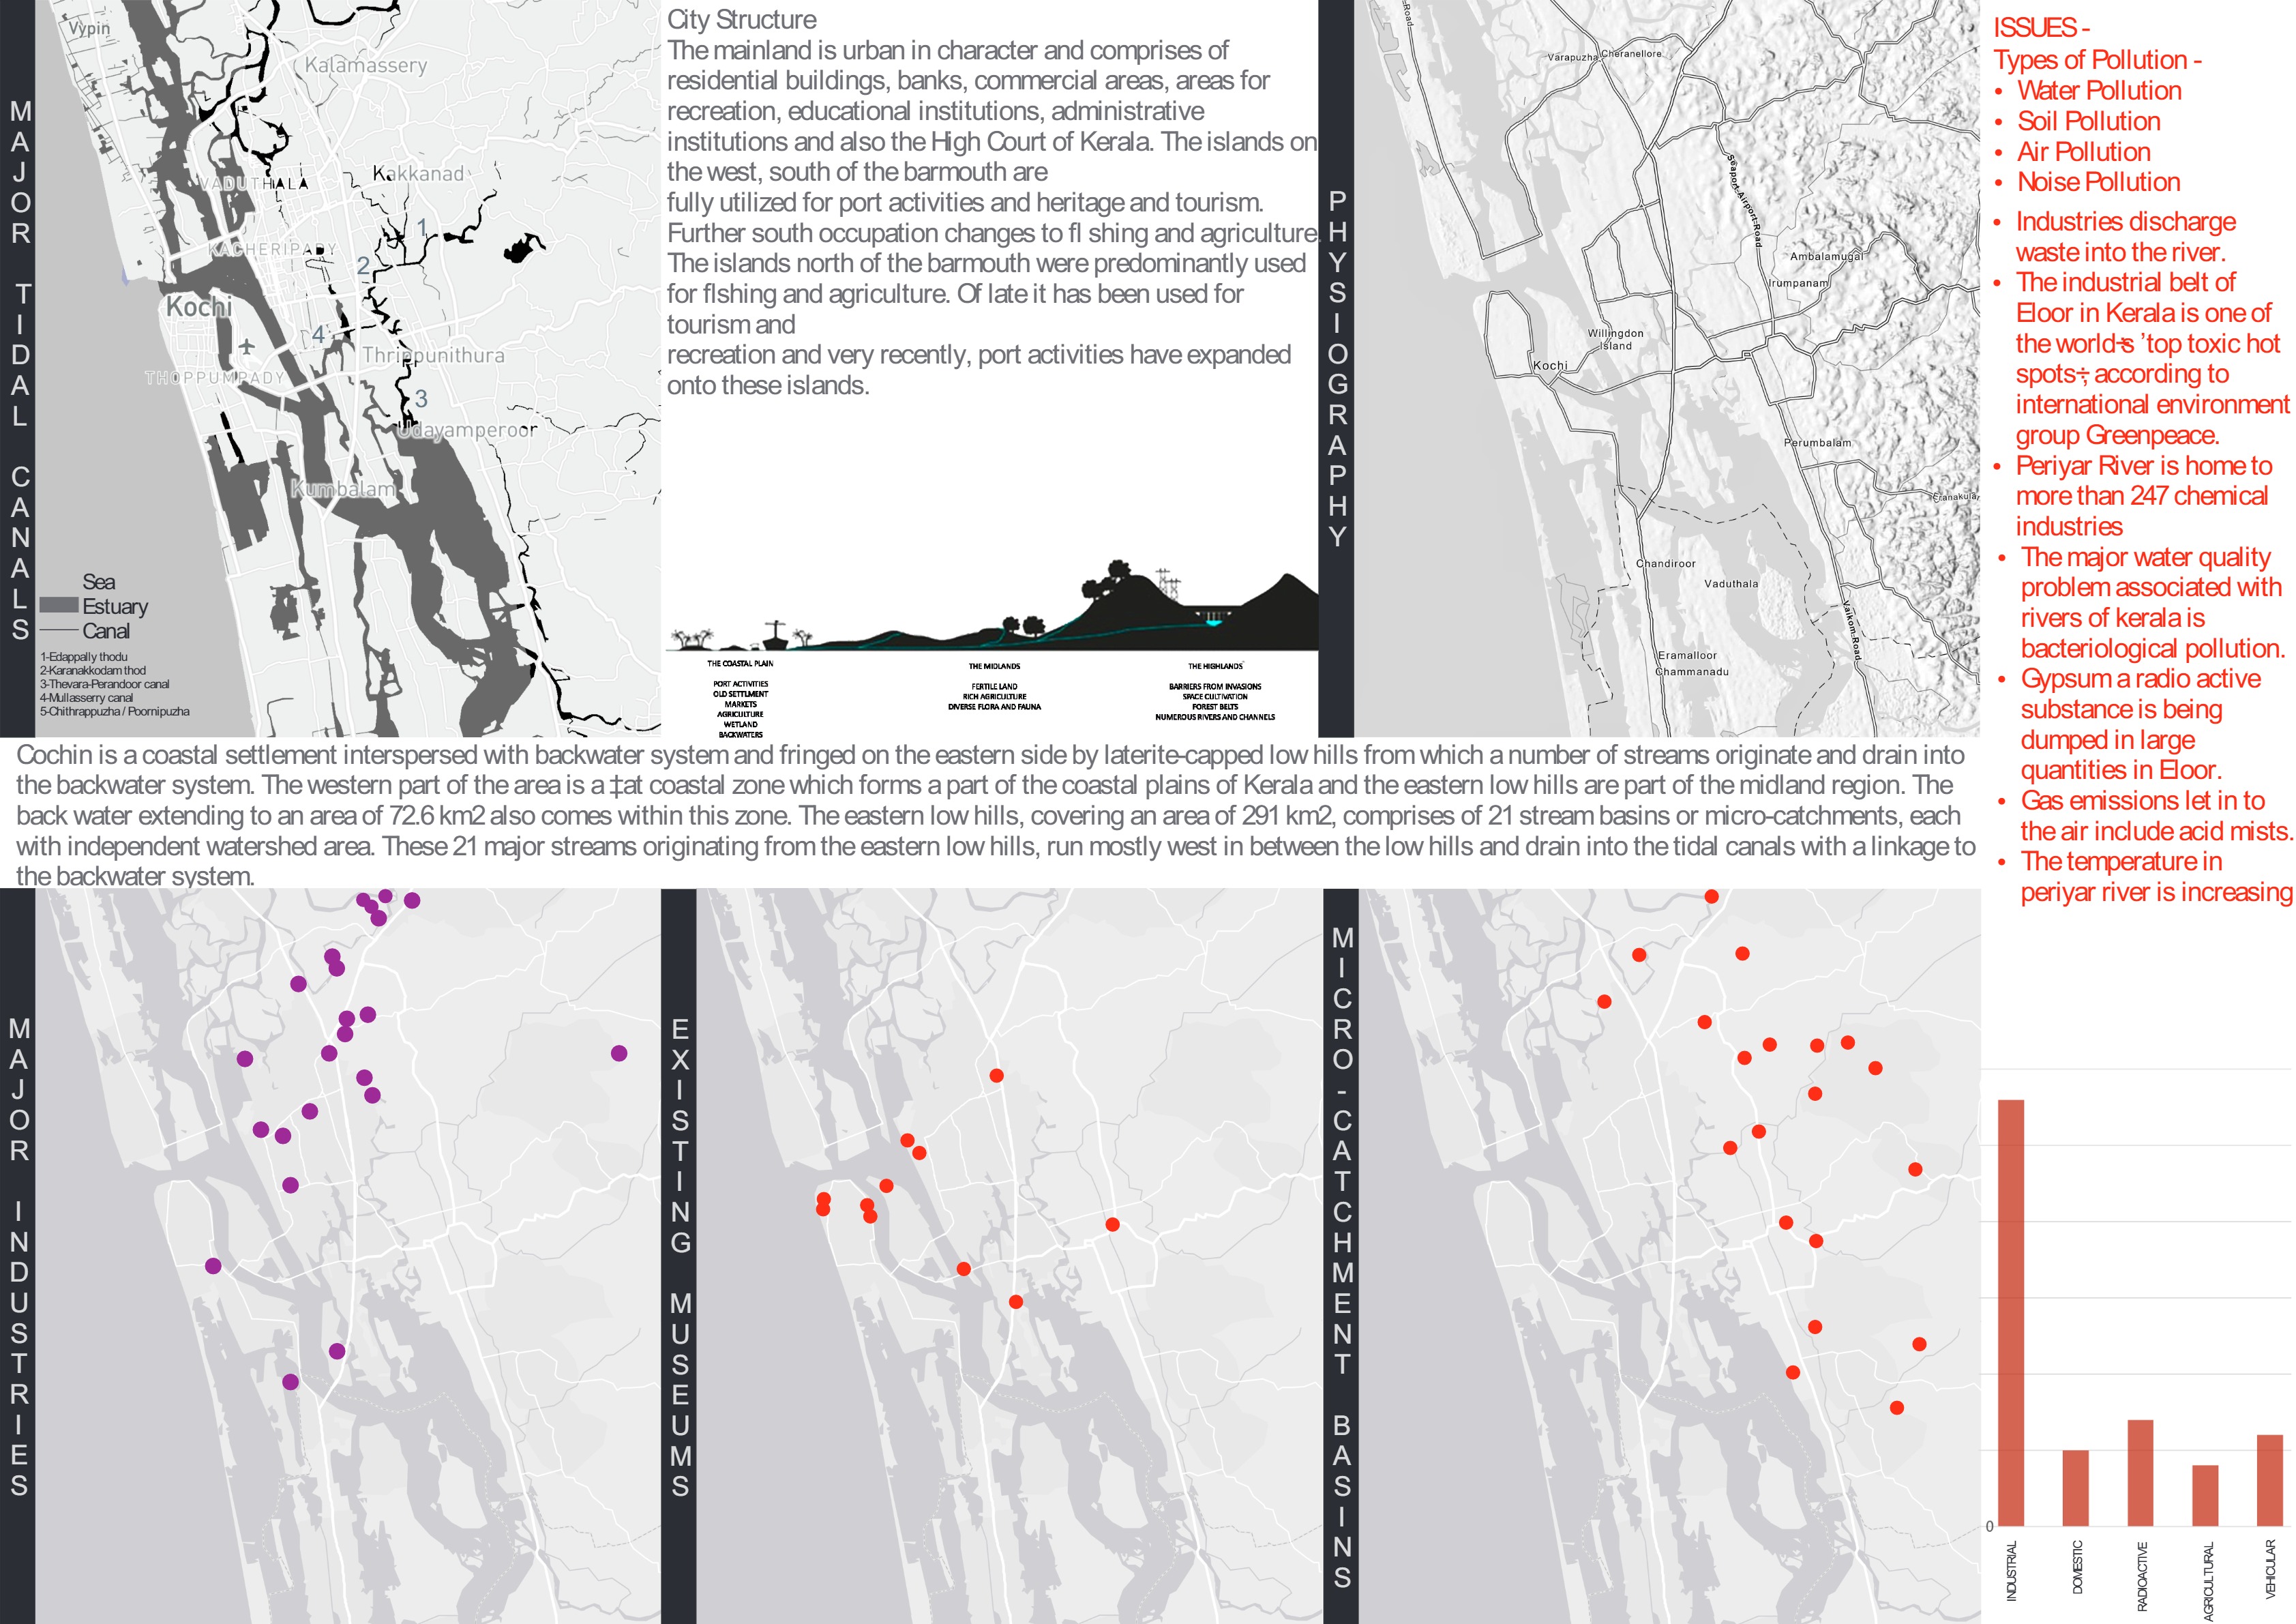 MAJOR TIDAL CANALS
Vypin
Kalamassery
Kakkanad
VADUTHALA
1
KACHERIPADY
2
Kochi
4
Thrippunithura
THOPPUMPADY
3
Udayamperoor
Kumbalam
Sea
Estuary
Canal
1-Edappally thodu
2-Karanakkodam thod
3-Thevara-Perandoor canal
4-Mullasserry canal
5-Chithrappuzha / Poornipuzha
City Structure
The mainland is urban in character and comprises of
residential buildings, banks, commercial areas, areas for
recreation, educational institutions, administrative
institutions and also the High Court of Kerala. The islands on
the west, south of the barmouth are
fully utilized for port activities and heritage and tourism.
Further south occupation changes to fl shing and agriculture.
The islands north of the barmouth were predominantly used
for flshing and agriculture. Of late it has been used for
tourism and
recreation and very recently, port activities have expanded
onto these islands.
THE COASTAL PLAIN
PORT ACTIVITIES
OLD SETTLMENT
MARKETS
AGRICULTURE
WETLAND
BACKWATERS
THE MIDLANDS
FERTILE LAND
RICH AGRICULTURE
DIVERSE FLORA AND FAUNA
THE HIGHLANDS
BARRIERS FROM INVASIONS
SPACE CULTIVATION
FOREST BELTS
NUMEROUS RIVERS AND CHANNELS
PHYSIOGRAPHY
Road
Varapuzha
Cheranellore
Seaport-Airport-Road
Ambalamugal
Irumpanam
Willingdon
Island
Kochi
Perumbalam
Eranakula
Chandiroor
Vaduthala
Vaikom-Road
Eramalloor
Chammanadu
ISSUES -
Types of Pollution -
• Water Pollution
• Soil Pollution
• Air Pollution
• Noise Pollution
• Industries discharge
waste into the river.
• The industrial belt of
Eloor in Kerala is one of
the world÷s 'top toxic hot
spots÷, according to
international environment
group Greenpeace.
• Periyar River is home to
more than 247 chemical
industries
• The major water quality
problem associated with
rivers of kerala is
bacteriological pollution.
• Gypsum a radio active
substance is being
dumped in large
quantities in Eloor.
• Gas emissions let in to
the air include acid mists.
• The temperature in
periyar river is increasing
Cochin is a coastal settlement interspersed with backwater system and fringed on the eastern side by laterite-capped low hills from which a number of streams originate and drain into
the backwater system. The western part of the area is a ‡at coastal zone which forms a part of the coastal plains of Kerala and the eastern low hills are part of the midland region. The
back water extending to an area of 72.6 km2 also comes within this zone. The eastern low hills, covering an area of 291 km2, comprises of 21 stream basins or micro-catchments, each
with independent watershed area. These 21 major streams originating from the eastern low hills, run mostly west in between the low hills and drain into the tidal canals with a linkage to
the backwater system.
MAJOR INDUSTRIES
EXISTING MUSEUMS
MICRO-CATCHMENT BASINS
0
INDUSTRIAL
DOMESTIC
RADIOACTIVE
AGRICULTURAL
VEHICULAR